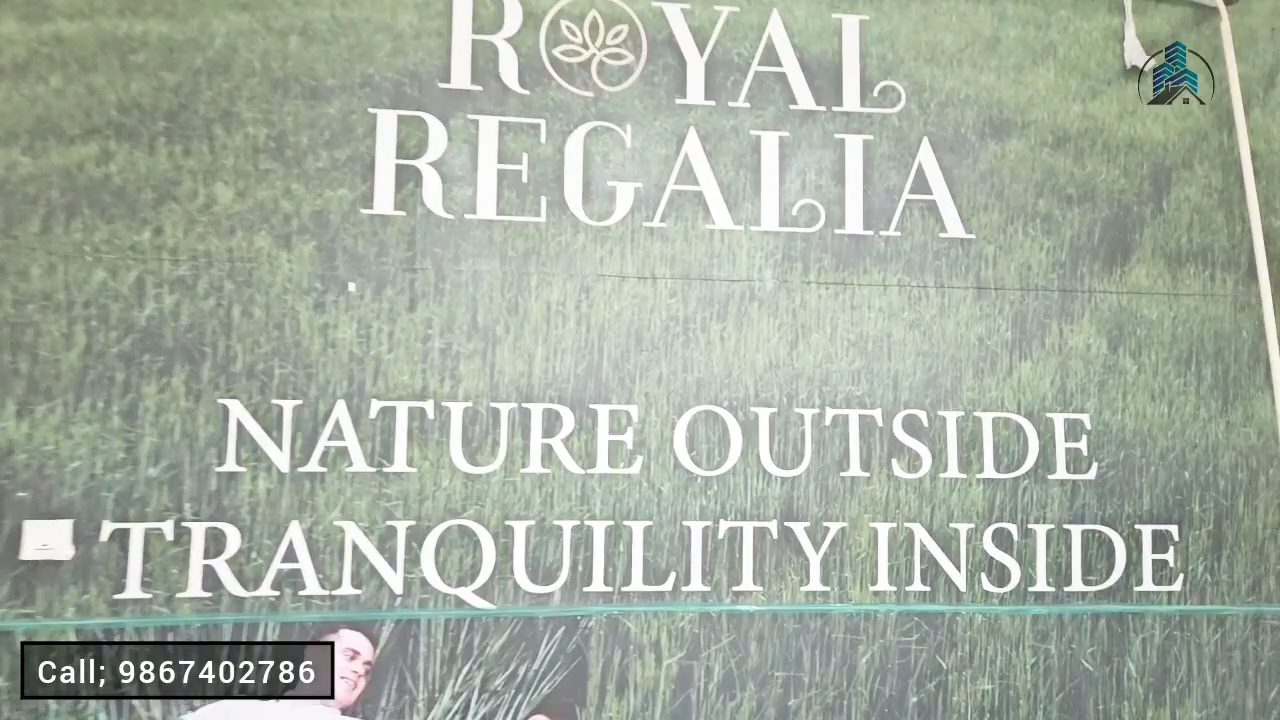 ROYAL
REGALIA
NATURE OUTSIDE
TRANQUILITY INSIDE
Call; 9867402786